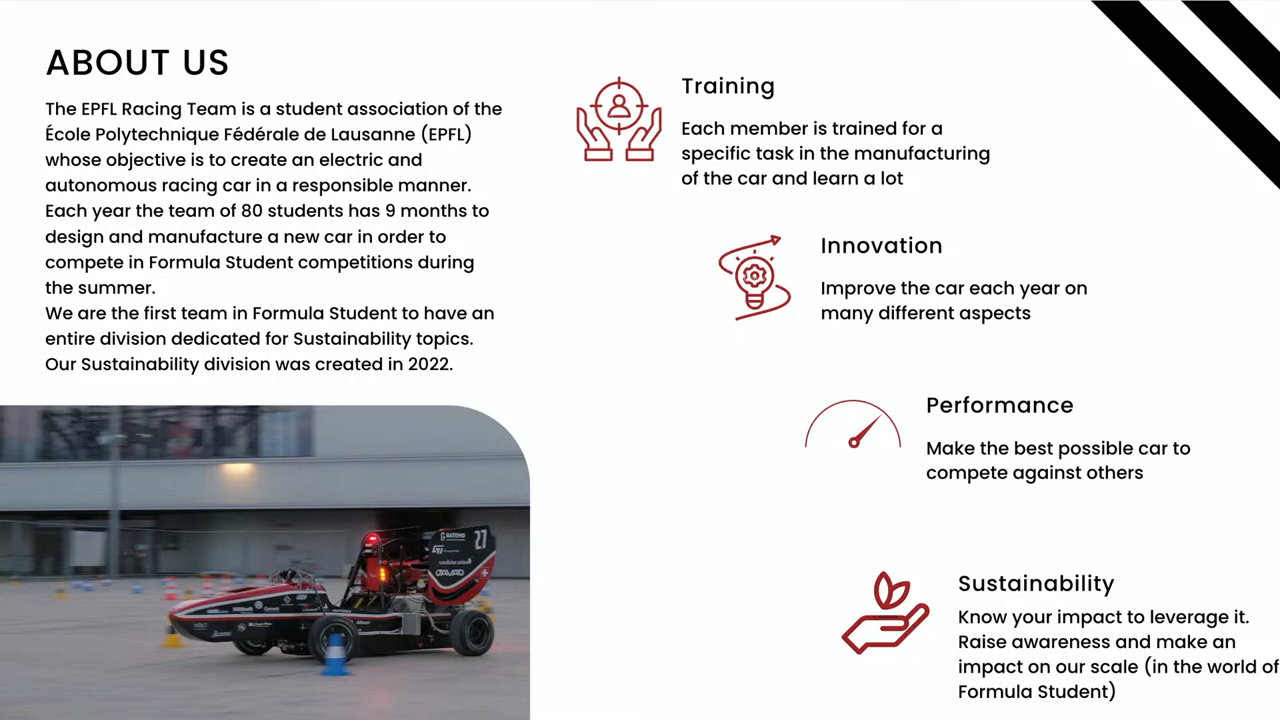 ABOUT US
The EPFL Racing Team is a student association of the
École Polytechnique Fédérale de Lausanne (EPFL)
whose objective is to create an electric and
autonomous racing car in a responsible manner.
Each year the team of 80 students has 9 months to
design and manufacture a new car in order to
compete in Formula Student competitions during
the summer.
We are the first team in Formula Student to have an
entire division dedicated for Sustainability topics.
Our Sustainability division was created in 2022.
Training
Each member is trained for a
specific task in the manufacturing
of the car and learn a lot
Innovation
Improve the car each year on
many different aspects
Performance
Make the best possible car to
compete against others
Sustainability
Know your impact to leverage it.
Raise awareness and make an
impact on our scale (in the world of
Formula Student)
27